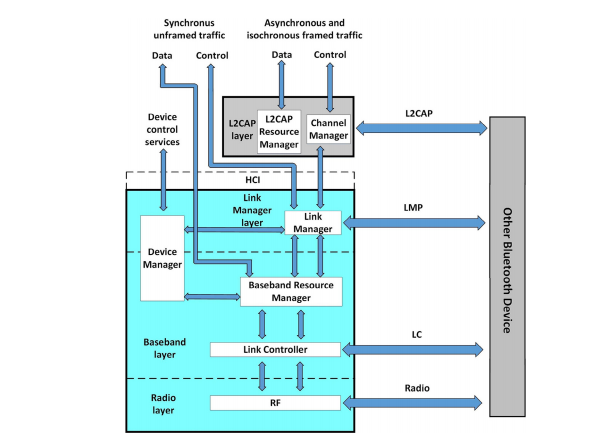 Synchronus
unframed traffic
Asynchronous and
isochronous framed traffic
Data
Control
Data
Control
Device
control
services
L2CAP
layer
L2CAP
Resource
Manager
Channel
Manager
L2CAP
HCI
Link
Manager
layer
Link
Manager
LMP
Device
Manager
Baseband Resource
Manager
Other Bluetooth Device
Baseband
layer
Link Controller
LC
Radio
layer
RF
Radio